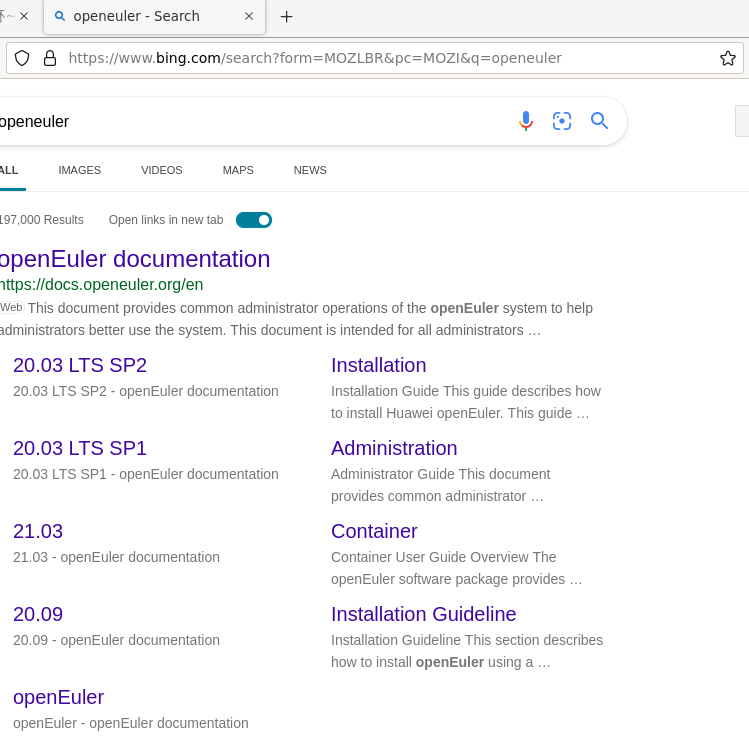 openeuler - Search
https://www.bing.com/search?form=MOZLBR&pc=MOZI&q=openeuler
openeuler
ALL IMAGES VIDEOS MAPS NEWS
197,000 Results Open links in new tab
openEuler documentation
https://docs.openeuler.org/en
Web This document provides common administrator operations of the openEuler system to help
administrators better use the system. This document is intended for all administrators …
20.03 LTS SP2
20.03 LTS SP2 - openEuler documentation
Installation
Installation Guide This guide describes how
to install Huawei openEuler. This guide …
20.03 LTS SP1
20.03 LTS SP1 - openEuler documentation
Administration
Administrator Guide This document
provides common administrator …
21.03
21.03 - openEuler documentation
Container
Container User Guide Overview The
openEuler software package provides …
20.09
20.09 - openEuler documentation
Installation Guideline
Installation Guideline This section describes
how to install openEuler using a …
openEuler
openEuler - openEuler documentation